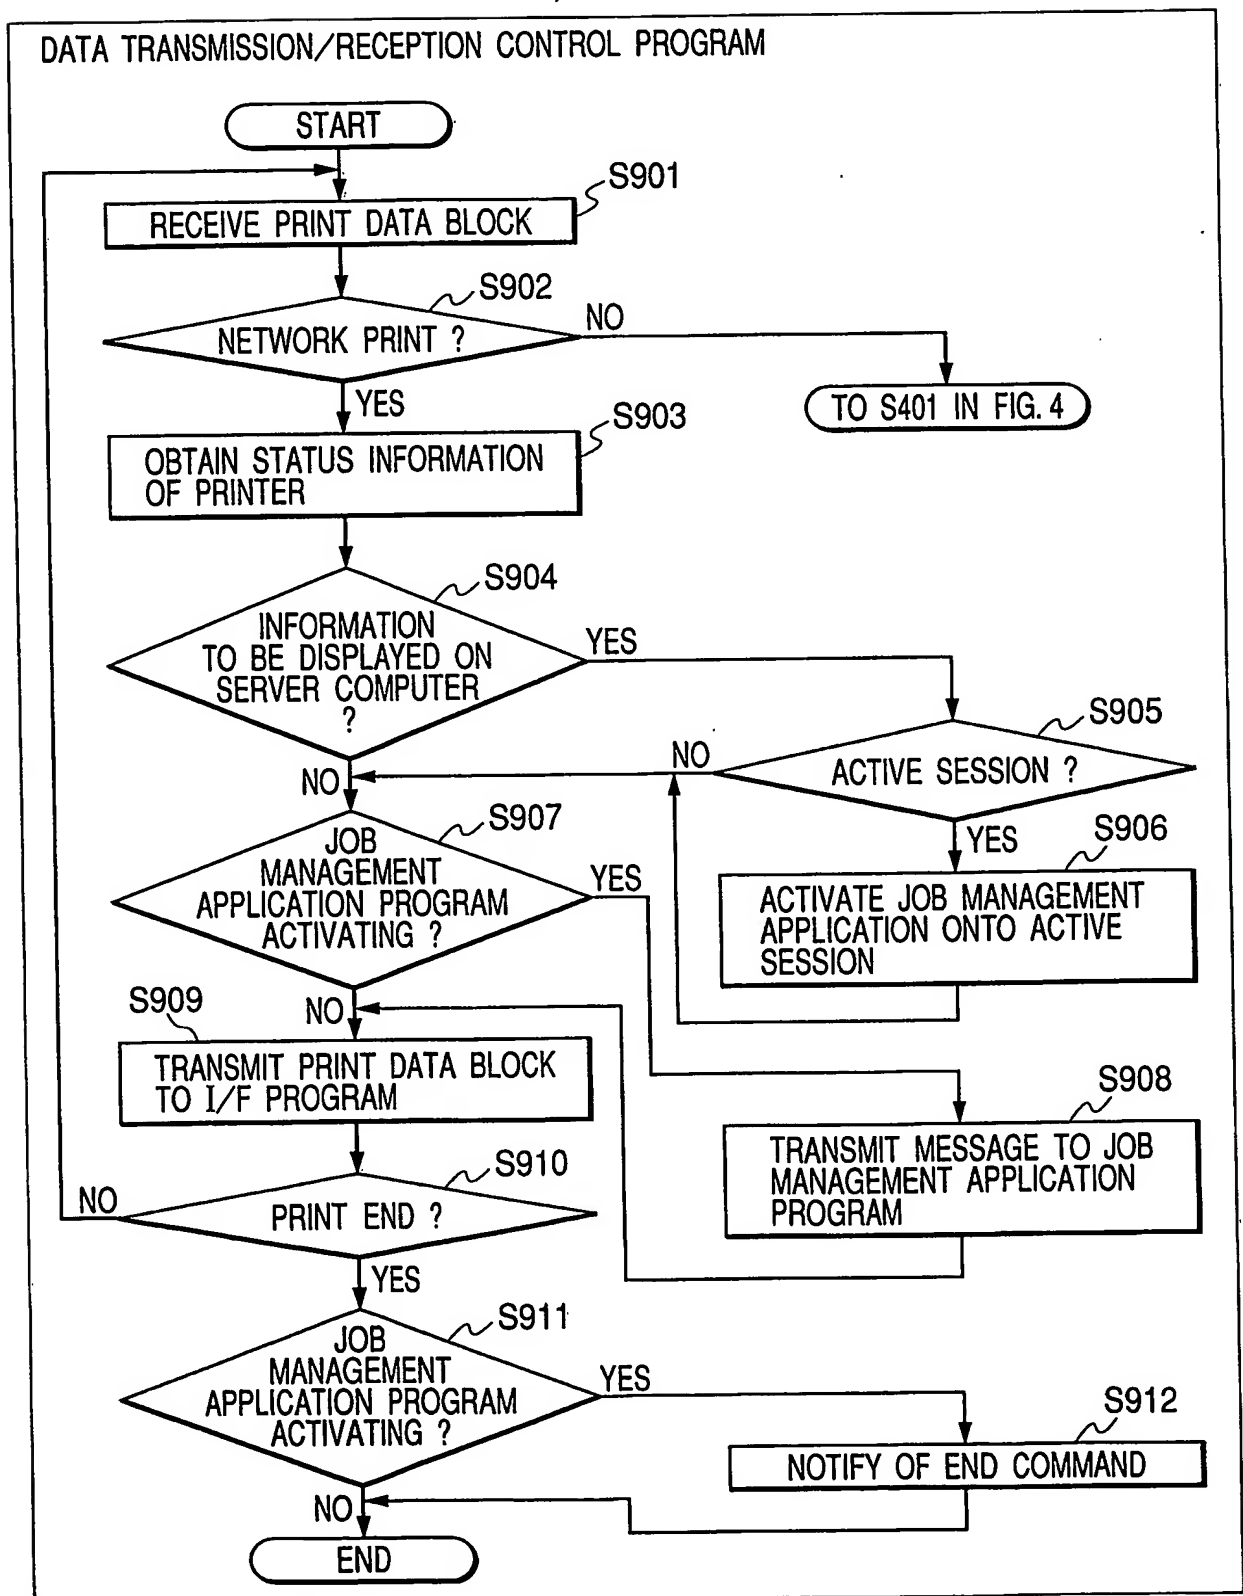 DATA TRANSMISSION/RECEPTION CONTROL PROGRAM
START
S901
RECEIVE PRINT DATA BLOCK
S902
NETWORK PRINT ?
NO
YES
TO S401 IN FIG. 4
S903
OBTAIN STATUS INFORMATION
OF PRINTER
S904
INFORMATION
TO BE DISPLAYED ON
SERVER COMPUTER
?
YES
NO
S905
ACTIVE SESSION ?
NO
YES
S906
ACTIVATE JOB MANAGEMENT
APPLICATION ONTO ACTIVE
SESSION
S907
JOB
MANAGEMENT
APPLICATION PROGRAM
ACTIVATING ?
YES
NO
S908
TRANSMIT MESSAGE TO JOB
MANAGEMENT APPLICATION
PROGRAM
S909
TRANSMIT PRINT DATA BLOCK
TO I/F PROGRAM
S910
PRINT END ?
NO
YES
S911
JOB
MANAGEMENT
APPLICATION PROGRAM
ACTIVATING ?
YES
NO
S912
NOTIFY OF END COMMAND
END